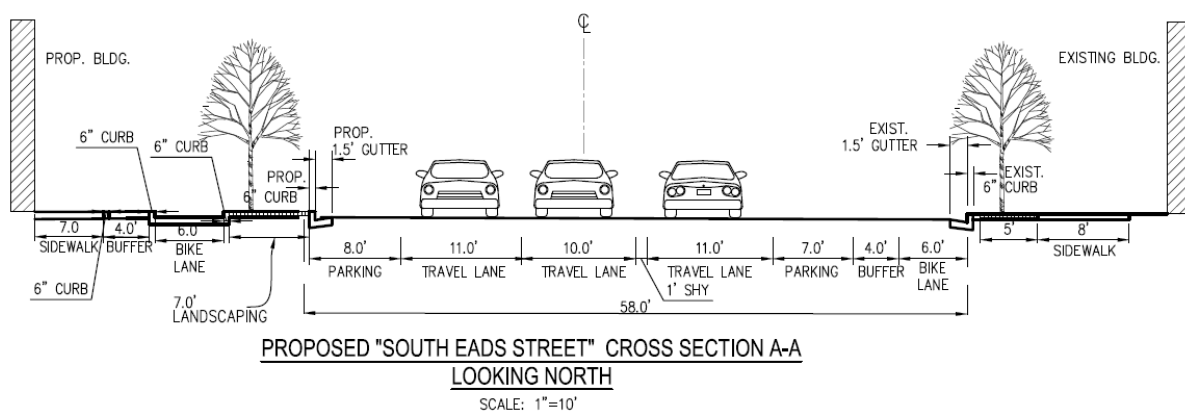 ℄
PROP. BLDG.
EXISTING BLDG.
6" CURB
6" CURB
PROP.
1.5' GUTTER
PROP.
6" CURB
EXIST.
1.5' GUTTER
EXIST.
6" CURB
7.0
SIDEWALK
4.0'
BUFFER
6.0
BIKE
LANE
6" CURB
7.0'
LANDSCAPING
8.0'
PARKING
11.0'
TRAVEL LANE
10.0'
TRAVEL LANE
1' SHY
11.0'
TRAVEL LANE
7.0'
PARKING
4.0'
BUFFER
6.0'
BIKE
LANE
5'
8'
SIDEWALK
58.0'
PROPOSED "SOUTH EADS STREET" CROSS SECTION A-A
LOOKING NORTH
SCALE: 1"=10'